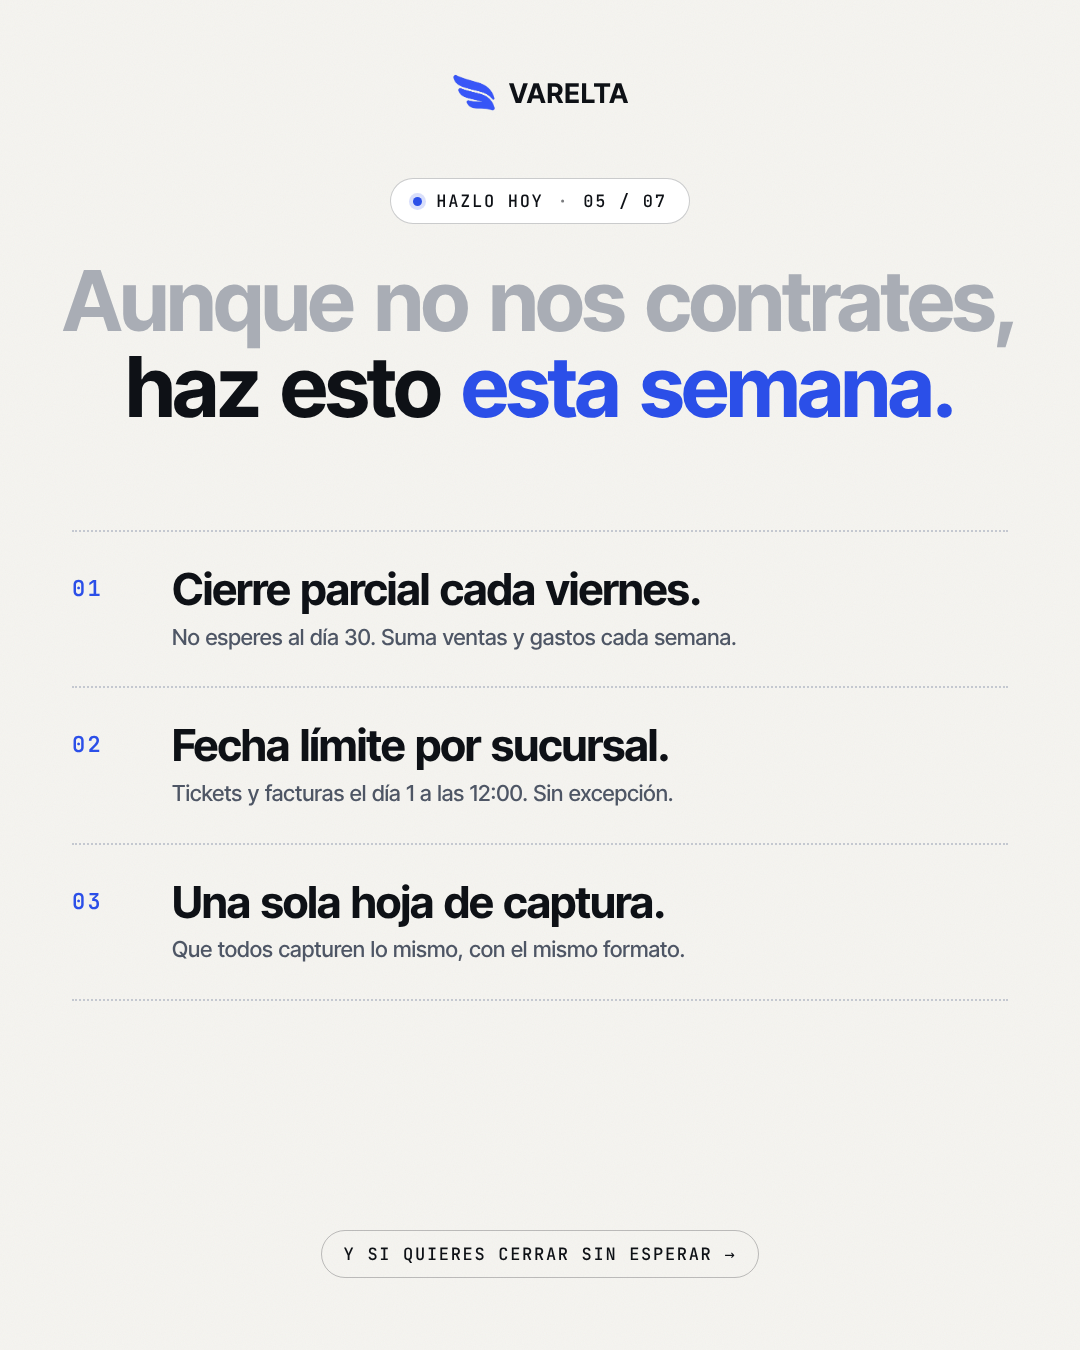 VARELTA
HAZLO HOY · 05 / 07
Aunque no nos contrates,
haz esto esta semana.
01
Cierre parcial cada viernes.
No esperes al día 30. Suma ventas y gastos cada semana.
02
Fecha límite por sucursal.
Tickets y facturas el día 1 a las 12:00. Sin excepción.
03
Una sola hoja de captura.
Que todos capturen lo mismo, con el mismo formato.
Y SI QUIERES CERRAR SIN ESPERAR →